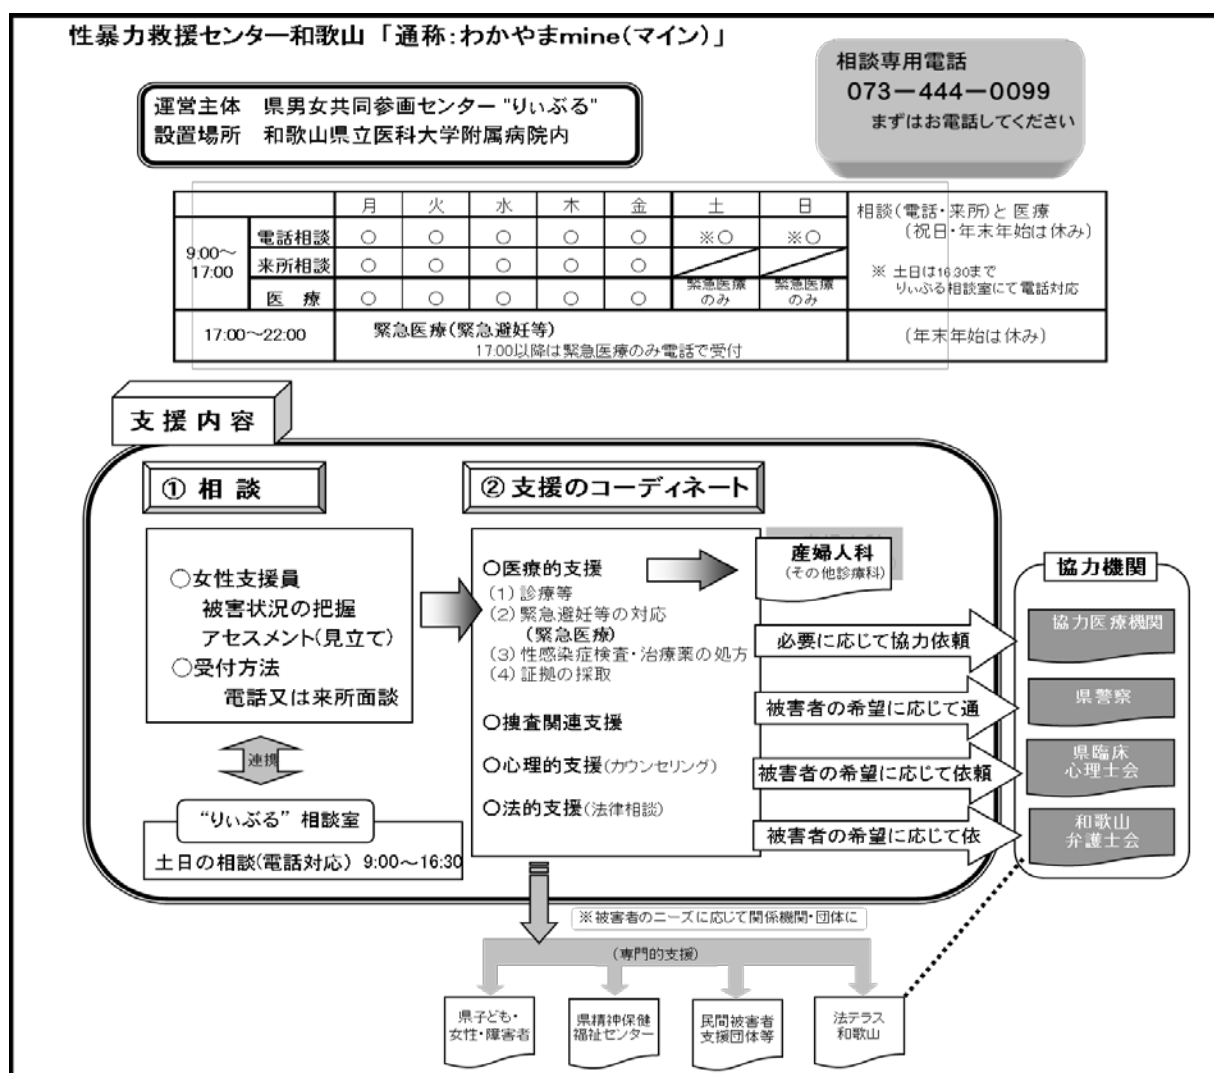 性暴力救援センター和歌山「通称：わかやまmine（マイン）」
相談専用電話
073－444－0099
まずはお電話してください
運営主体　県男女共同参画センター"りぃぶる"
設置場所　和歌山県立医科大学附属病院内
月 火 水 木 金 土 日
相談（電話・来所）と医療
（祝日・年末年始は休み）
9:00～
17:00
電話相談 ○ ○ ○ ○ ○ ※○ ※○
来所相談 ○ ○ ○ ○ ○
※ 土日は16:30まで
りぃぶる相談室にて電話対応
医　療 ○ ○ ○ ○ ○ 緊急医療
のみ
緊急医療
のみ
17:00～22:00
緊急医療（緊急避妊等）
17:00以降は緊急医療のみ電話で受付
（年末年始は休み）
支援内容
① 相 談
○女性支援員
被害状況の把握
アセスメント（見立て）
○受付方法
電話又は来所面談
連携
“りぃぶる”相談室
土日の相談（電話対応） 9:00～16:30
②支援のコーディネート
○医療的支援
（1）診療等
（2）緊急避妊等の対応
（緊急医療）
（3）性感染症検査・治療薬の処方
（4）証拠の採取
○捜査関連支援
○心理的支援（カウンセリング）
○法的支援（法律相談）
産婦人科
（その他診療科）
必要に応じて協力依頼
被害者の希望に応じて通
被害者の希望に応じて依頼
被害者の希望に応じて依
協力機関
協力医療機関
県警察
県臨床
心理士会
和歌山
弁護士会
※被害者のニーズに応じて関係機関・団体に
（専門的支援）
県子ども・
女性・障害者
県精神保健
福祉センター
民間被害者
支援団体等
法テラス
和歌山